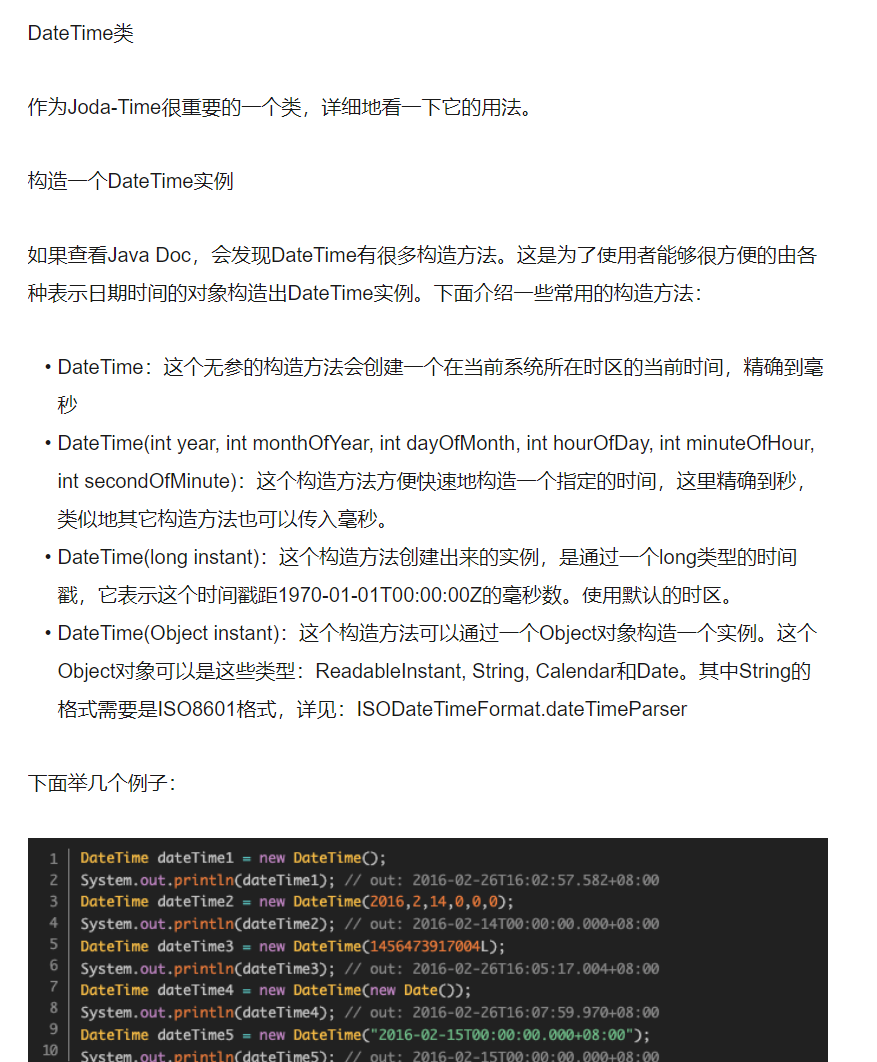 DateTime类
作为Joda-Time很重要的一个类，详细地看一下它的用法。
构造一个DateTime实例
如果查看Java Doc，会发现DateTime有很多构造方法。这是为了使用者能够很方便的由各
种表示日期时间的对象构造出DateTime实例。下面介绍一些常用的构造方法：
• DateTime：这个无参的构造方法会创建一个在当前系统所在时区的当前时间，精确到毫
秒
• DateTime(int year, int monthOfYear, int dayOfMonth, int hourOfDay, int minuteOfHour,
int secondOfMinute)：这个构造方法方便快速地构造一个指定的时间，这里精确到秒，
类似地其它构造方法也可以传入毫秒。
• DateTime(long instant)：这个构造方法创建出来的实例，是通过一个long类型的时间
戳，它表示这个时间戳距1970-01-01T00:00:00Z的毫秒数。使用默认的时区。
• DateTime(Object instant)：这个构造方法可以通过一个Object对象构造一个实例。这个
Object对象可以是这些类型：ReadableInstant, String, Calendar和Date。其中String的
格式需要是ISO8601格式，详见：ISODateTimeFormat.dateTimeParser
下面举几个例子：
1 DateTime dateTime1 = new DateTime();
2 System.out.println(dateTime1); // out: 2016-02-26T16:02:57.582+08:00
3 DateTime dateTime2 = new DateTime(2016,2,14,0,0,0);
4 System.out.println(dateTime2); // out: 2016-02-14T00:00:00.000+08:00
5 DateTime dateTime3 = new DateTime(1456473917004L);
6 System.out.println(dateTime3); // out: 2016-02-26T16:05:17.004+08:00
7 DateTime dateTime4 = new DateTime(new Date());
8 System.out.println(dateTime4); // out: 2016-02-26T16:07:59.970+08:00
9 DateTime dateTime5 = new DateTime("2016-02-15T00:00:00.000+08:00");
10 System.out.println(dateTime5); // out: 2016-02-15T00:00:00.000+08:00